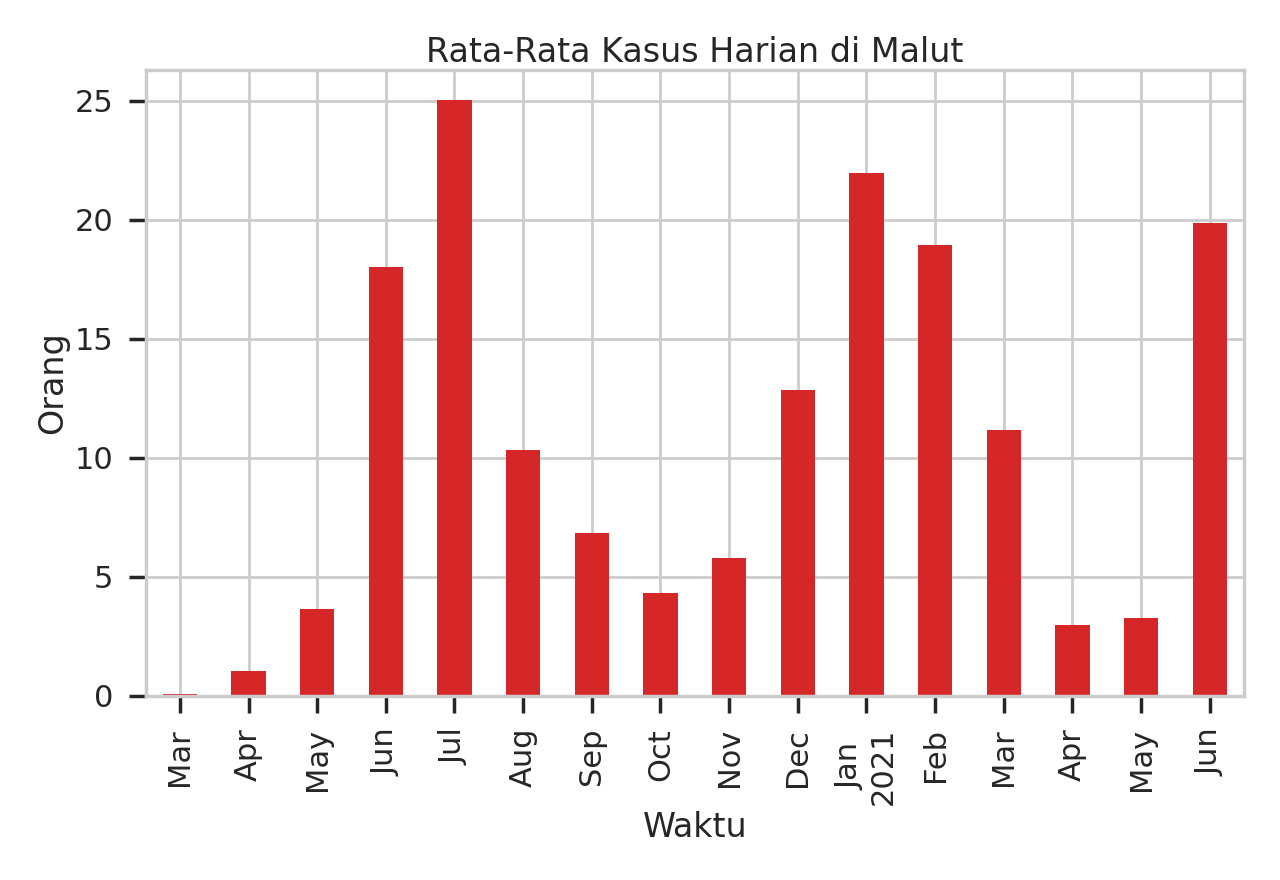 Rata-Rata Kasus Harian di Malut
25
20
15
10
5
0
Orang
Mar
Apr
May
Jun
Jul
Aug
Sep
Oct
Nov
Dec
Jan
2021
Feb
Mar
Apr
May
Jun
Waktu